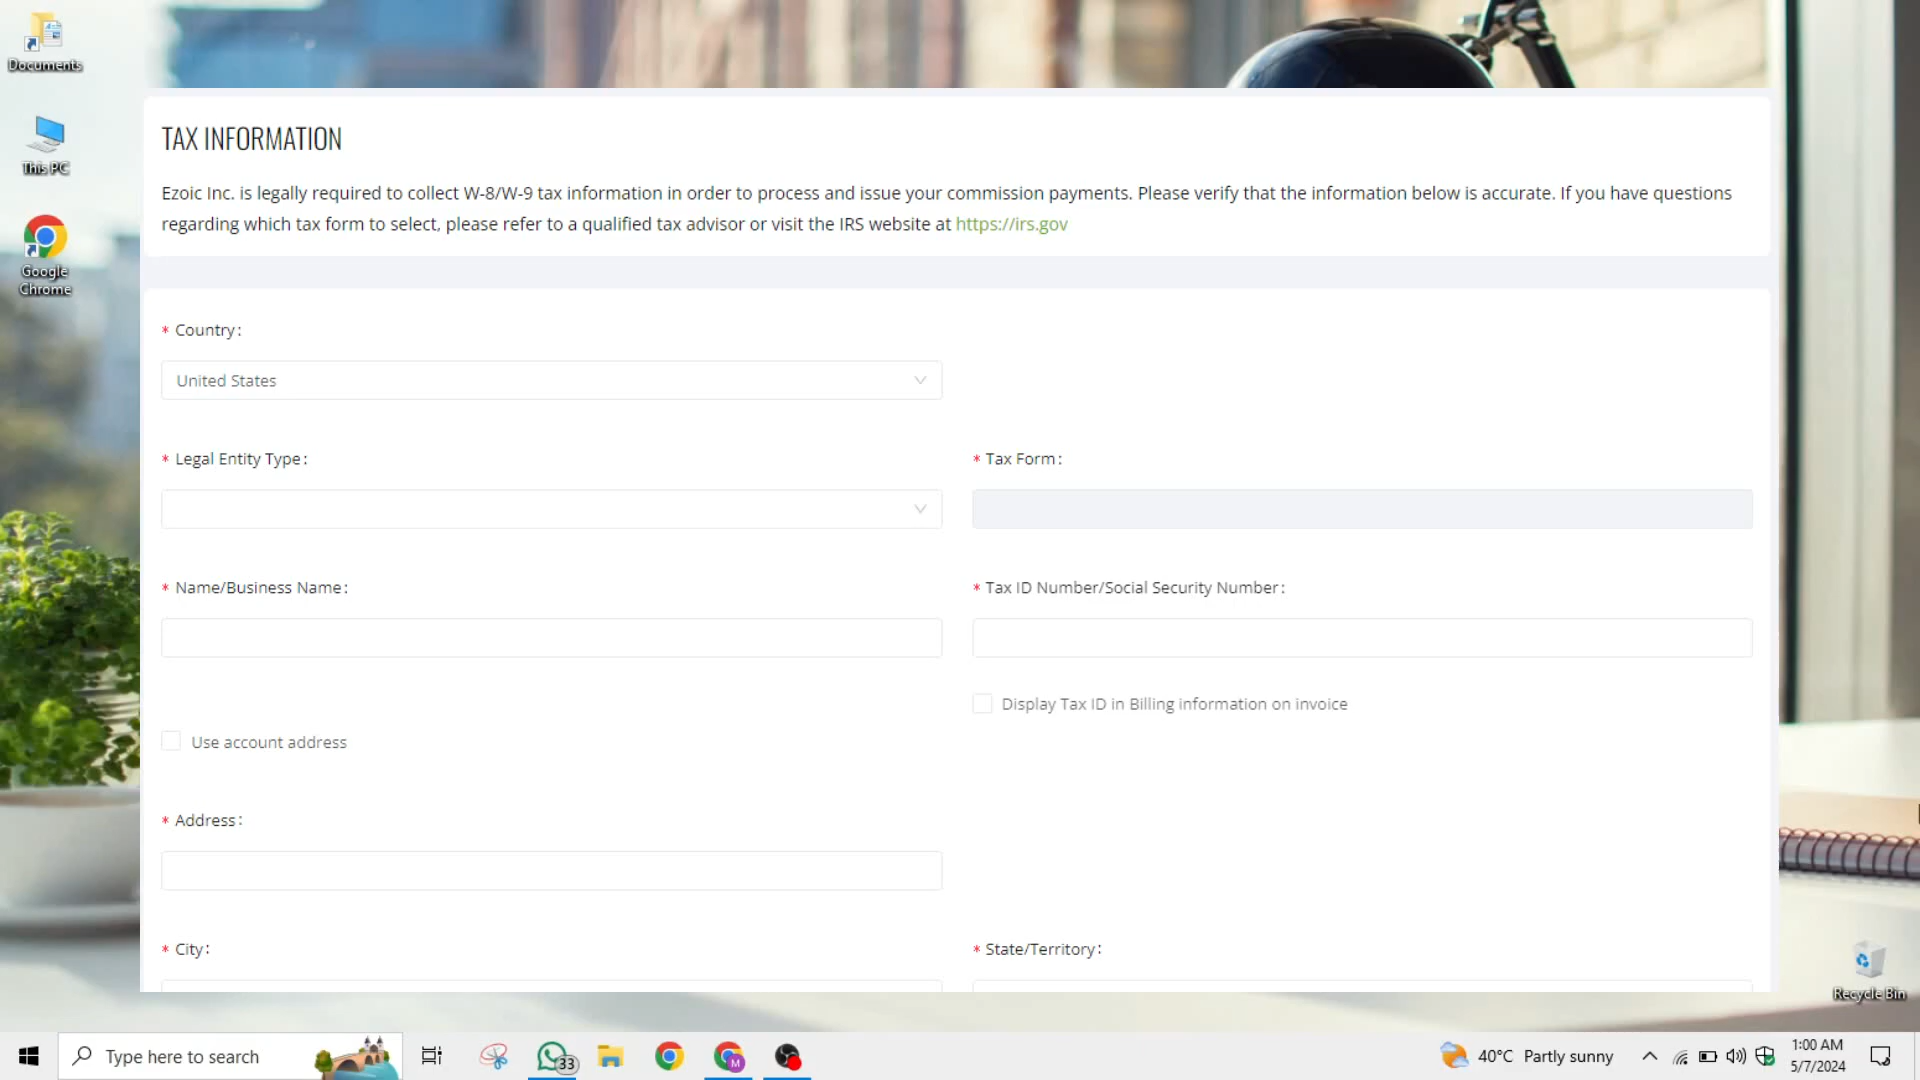 Documents
This PC
Google
Chrome
TAX INFORMATION
Ezoic Inc. is legally required to collect W-8/W-9 tax information in order to process and issue your commission payments. Please verify that the information below is accurate. If you have questions
regarding which tax form to select, please refer to a qualified tax advisor or visit the IRS website at https://irs.gov
* Country:
United States
* Legal Entity Type:
* Tax Form:
* Name/Business Name:
* Tax ID Number/Social Security Number:
Display Tax ID in Billing information on invoice
Use account address
* Address:
* City:
* State/Territory:
Recycle Bin
Type here to search
33
M
40°C Partly sunny
1:00 AM
5/7/2024